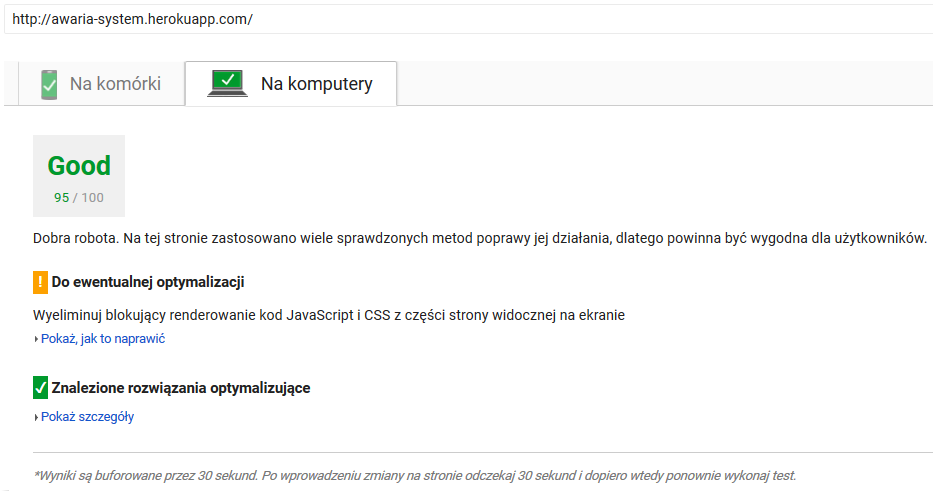 http://awaria-system.herokuapp.com/
Na komórki
Na komputery
Good
95 / 100
Dobra robota. Na tej stronie zastosowano wiele sprawdzonych metod poprawy jej działania, dlatego powinna być wygodna dla użytkowników.
! Do ewentualnej optymalizacji
Wyeliminuj blokujący renderowanie kod JavaScript i CSS z części strony widocznej na ekranie
Pokaż, jak to naprawić
Znalezione rozwiązania optymalizujące
Pokaż szczegóły
*Wyniki są buforowane przez 30 sekund. Po wprowadzeniu zmiany na stronie odczekaj 30 sekund i dopiero wtedy ponownie wykonaj test.